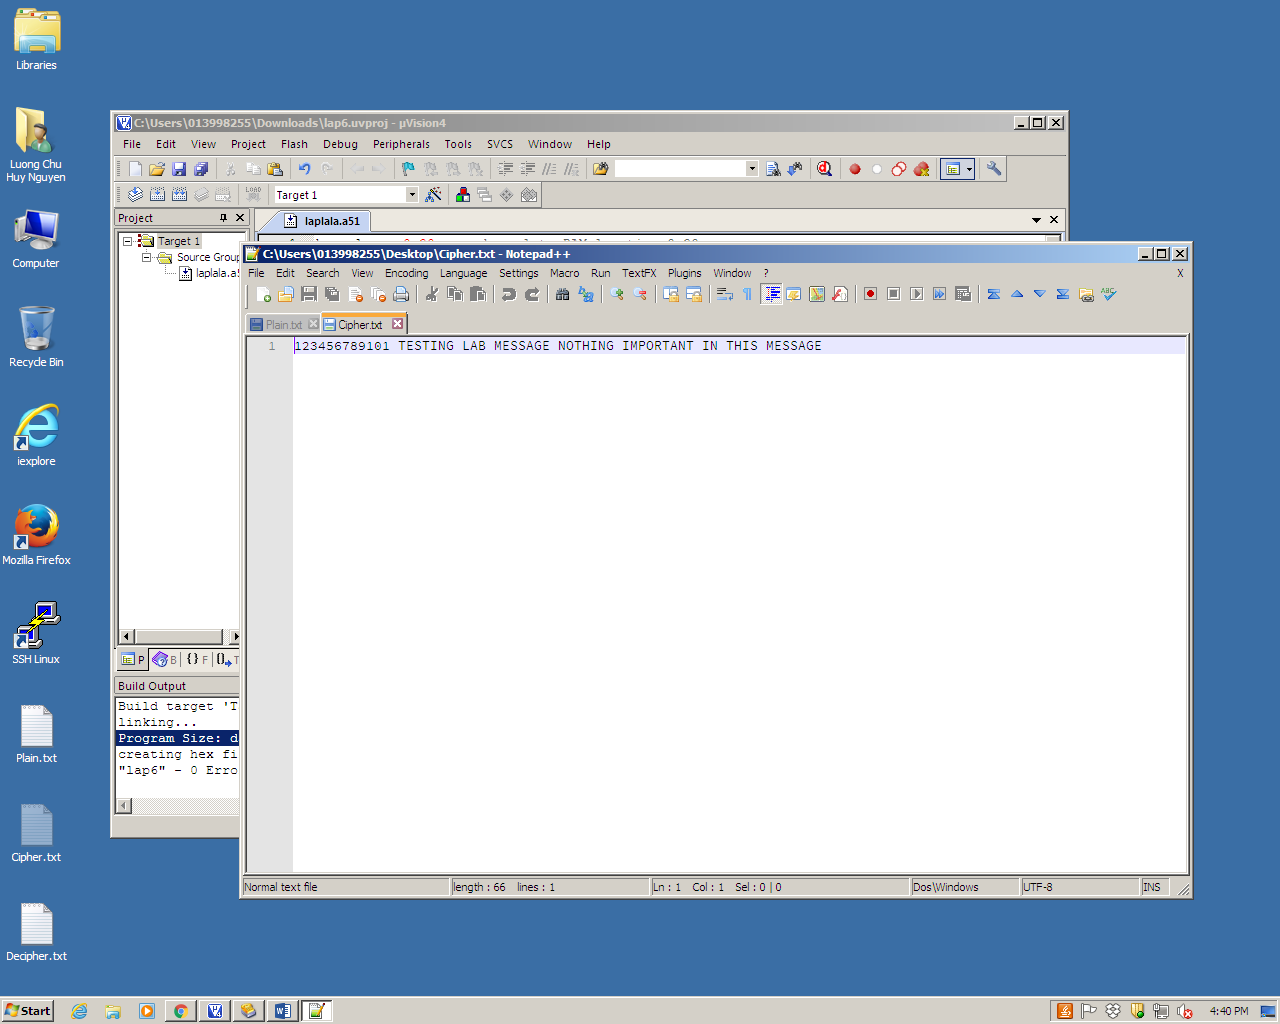 Libraries
Luong Chu
Huy Nguyen
Computer
Recycle Bin
iexplore
Mozilla Firefox
SSH Linux
Plain.txt
Cipher.txt
Decipher.txt
C:\Users\013998255\Downloads\lap6.uvproj - µVision4
File Edit View Project Flash Debug Peripherals Tools SVCS Window Help
LOAD Target 1
Project
laplala.a51
Target 1
Source Group
laplala.a5
P B {} F {} T
Build Output
Build target 'T
linking...
Program Size: d
creating hex fi
"lap6" - 0 Erro
C:\Users\013998255\Desktop\Cipher.txt - Notepad++
File Edit Search View Encoding Language Settings Macro Run TextFX Plugins Window ? X
Plain.txt Cipher.txt
1 123456789101 TESTING LAB MESSAGE NOTHING IMPORTANT IN THIS MESSAGE
Normal text file length : 66 lines : 1 Ln : 1 Col : 1 Sel : 0 | 0 Dos\Windows UTF-8 INS
Start 4:40 PM